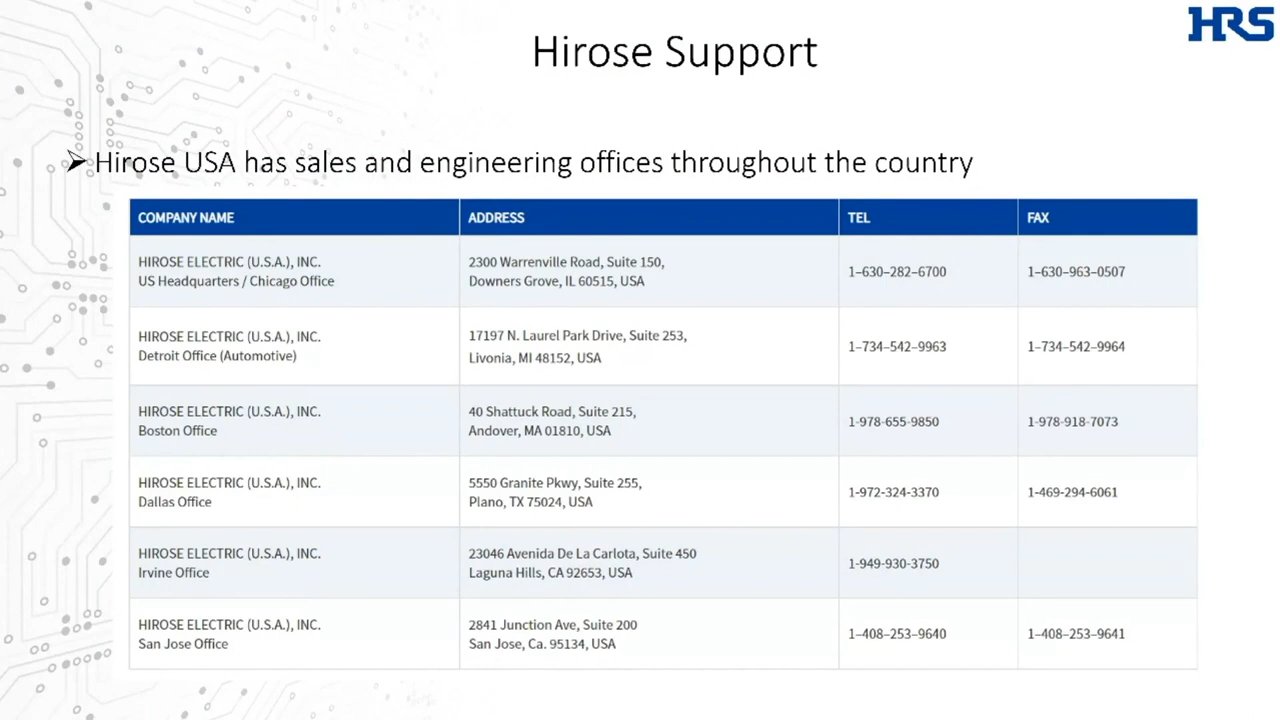 HRS
Hirose Support
Hirose USA has sales and engineering offices throughout the country
COMPANY NAME ADDRESS TEL FAX
HIROSE ELECTRIC (U.S.A.), INC.
US Headquarters / Chicago Office
2300 Warrenville Road, Suite 150,
Downers Grove, IL 60515, USA
1–630–282–6700
1–630–963–0507
HIROSE ELECTRIC (U.S.A.), INC.
Detroit Office (Automotive)
17197 N. Laurel Park Drive, Suite 253,
Livonia, MI 48152, USA
1–734–542–9963
1–734–542–9964
HIROSE ELECTRIC (U.S.A.), INC.
Boston Office
40 Shattuck Road, Suite 215,
Andover, MA 01810, USA
1-978-655-9850
1-978-918-7073
HIROSE ELECTRIC (U.S.A.), INC.
Dallas Office
5550 Granite Pkwy, Suite 255,
Plano, TX 75024, USA
1-972-324-3370
1-469-294-6061
HIROSE ELECTRIC (U.S.A.), INC.
Irvine Office
23046 Avenida De La Carlota, Suite 450
Laguna Hills, CA 92653, USA
1-949-930-3750
HIROSE ELECTRIC (U.S.A.), INC.
San Jose Office
2841 Junction Ave, Suite 200
San Jose, Ca. 95134, USA
1–408–253–9640
1–408–253–9641